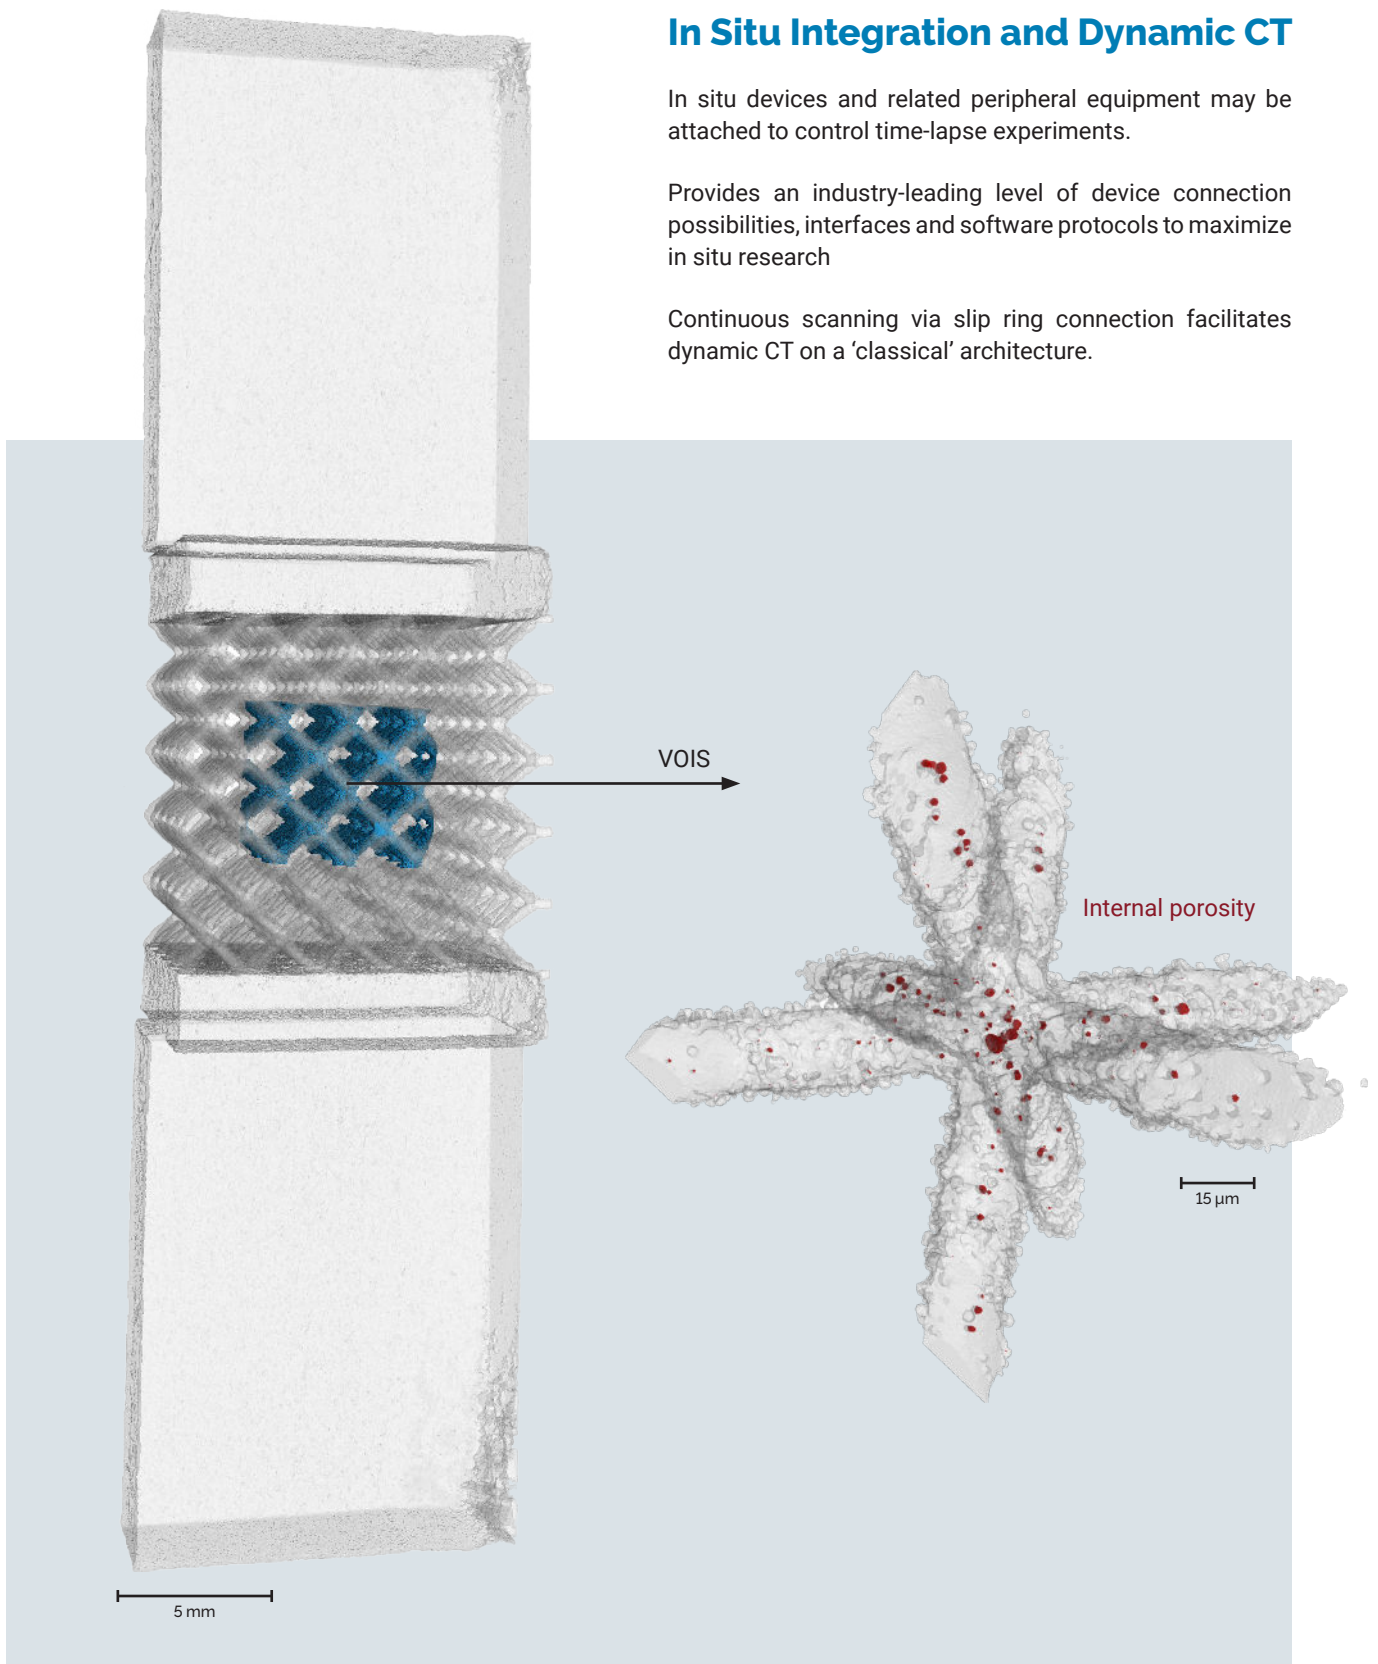 In Situ Integration and Dynamic CT
In situ devices and related peripheral equipment may be
attached to control time-lapse experiments.
Provides an industry-leading level of device connection
possibilities, interfaces and software protocols to maximize
in situ research
Continuous scanning via slip ring connection facilitates
dynamic CT on a ‘classical’ architecture.
VOIS
Internal porosity
15 µm
5 mm